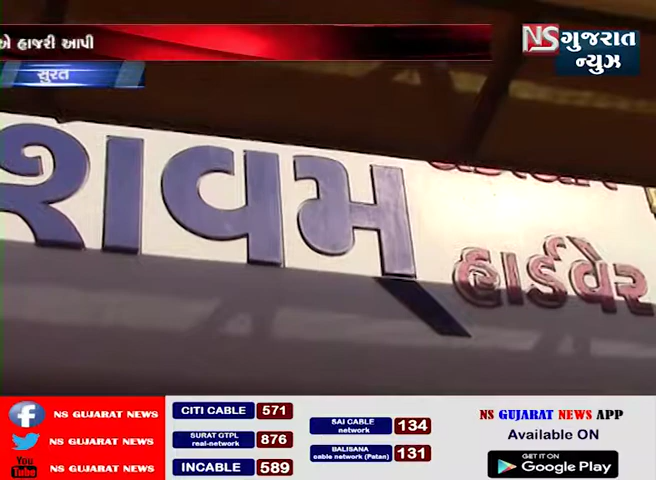 એ હાજરી આપી
NS ગુજરાત
ન્યુઝ
સુરત
શિવમ્
હાર્ડવેર
NS GUJARAT NEWS
NS GUJARAT NEWS
You Tube NS GUJARAT NEWS
CITI CABLE 571
SURAT GTPL real-network 876
INCABLE 589
SAI CABLE network 134
BALISANA cable network (Patan) 131
NS GUJARAT NEWS APP
Available ON
GET IT ON
Google Play